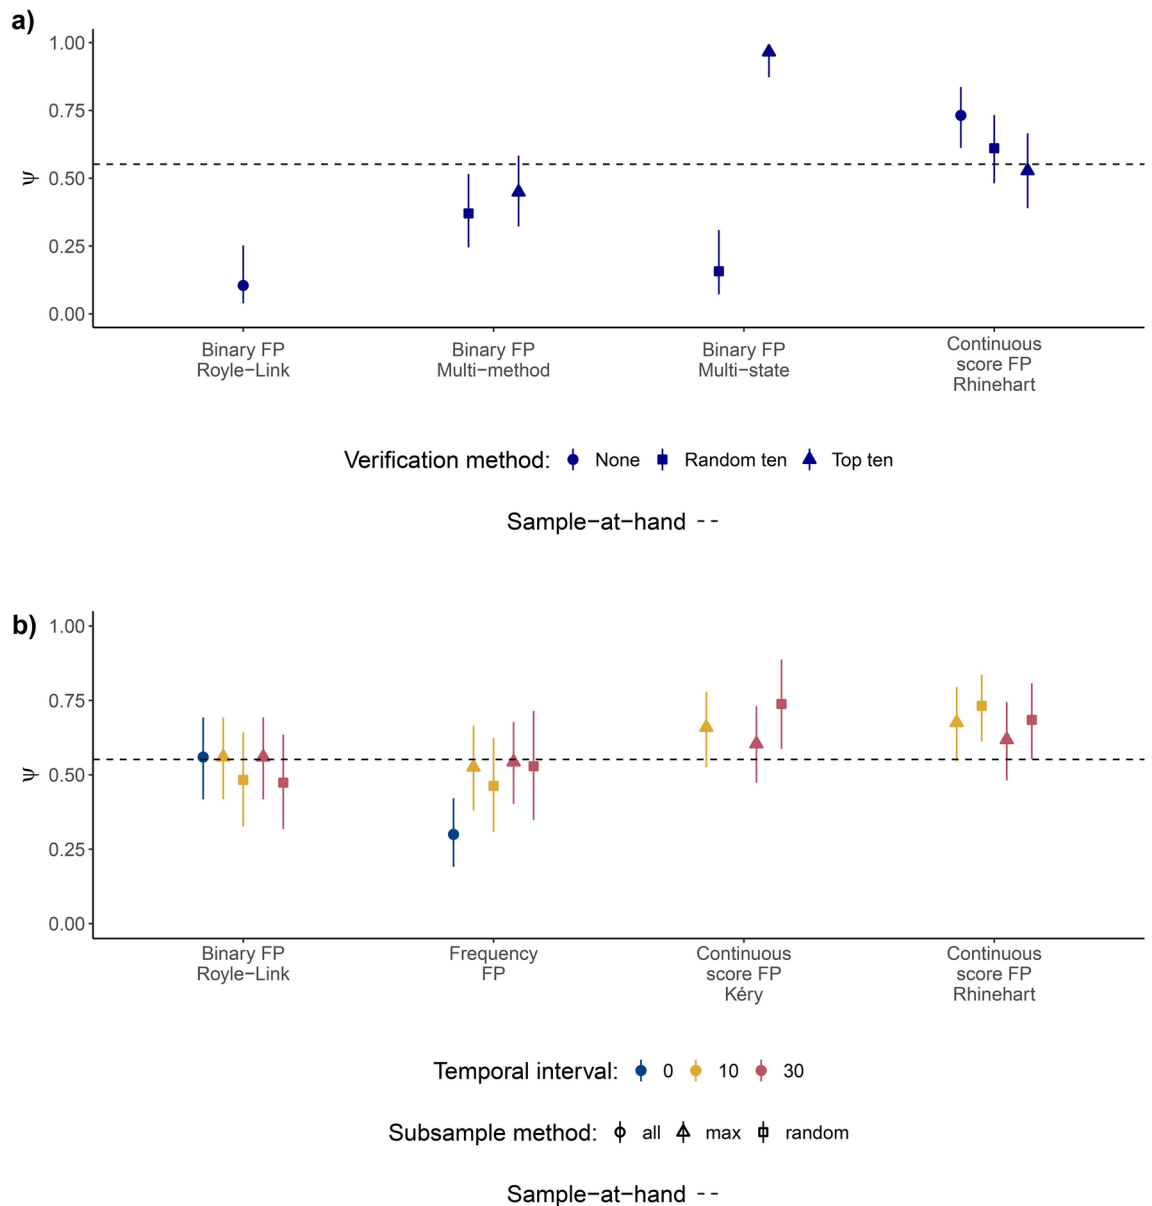 a)
1.00
0.75
0.50
0.25
0.00
ψ
Binary FP
Royle−Link
Binary FP
Multi−method
Binary FP
Multi−state
Continuous
score FP
Rhinehart
Verification method: None Random ten Top ten
Sample−at−hand --
b)
1.00
0.75
0.50
0.25
0.00
ψ
Binary FP
Royle−Link
Frequency
FP
Continuous
score FP
Kéry
Continuous
score FP
Rhinehart
Temporal interval: 0 10 30
Subsample method: all max random
Sample−at−hand --